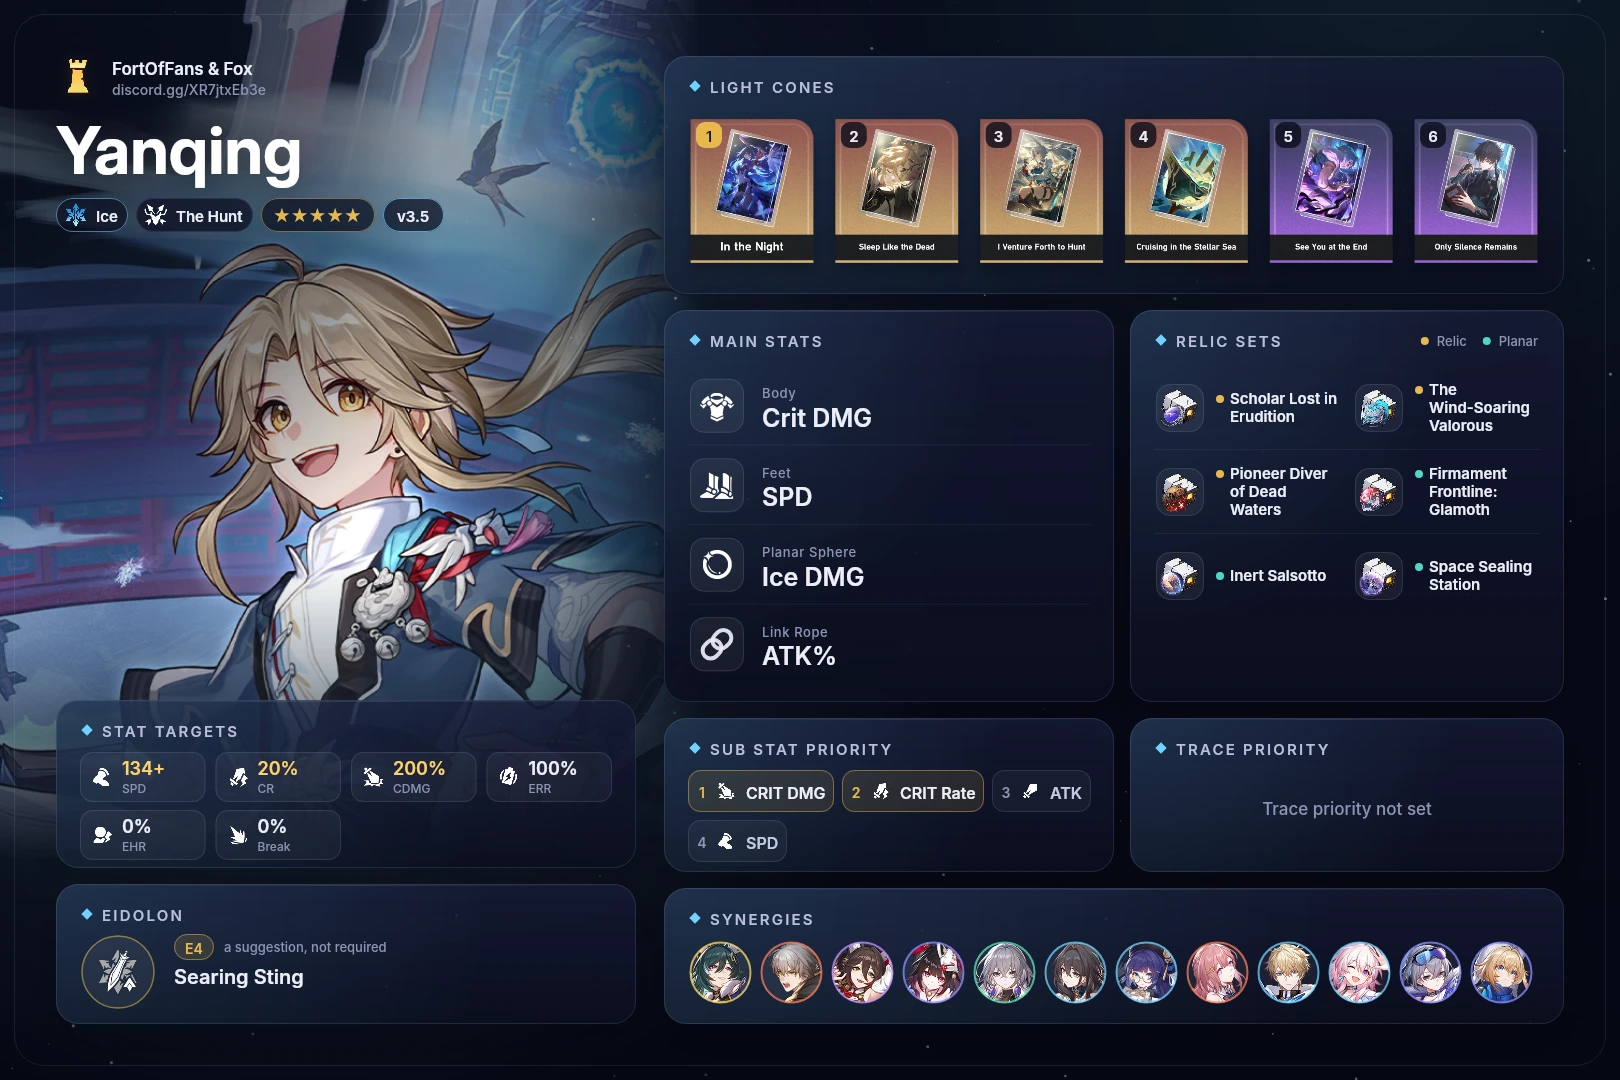 FortOfFans & Fox
discord.gg/XR7jtxEb3e
Yanqing
Ice
The Hunt
v3.5
LIGHT CONES
1
In the Night
2
Sleep Like the Dead
3
I Venture Forth to Hunt
4
Cruising in the Stellar Sea
5
See You at the End
6
Only Silence Remains
MAIN STATS
Body
Crit DMG
Feet
SPD
Planar Sphere
Ice DMG
Link Rope
ATK%
RELIC SETS
Relic
Planar
Scholar Lost in
Erudition
The
Wind-Soaring
Valorous
Pioneer Diver
of Dead
Waters
Firmament
Frontline:
Glamoth
Inert Salsotto
Space Sealing
Station
STAT TARGETS
134+
SPD
20%
CR
200%
CDMG
100%
ERR
0%
EHR
0%
Break
SUB STAT PRIORITY
1 CRIT DMG
2 CRIT Rate
3 ATK
4 SPD
TRACE PRIORITY
Trace priority not set
EIDOLON
E4 a suggestion, not required
Searing Sting
SYNERGIES